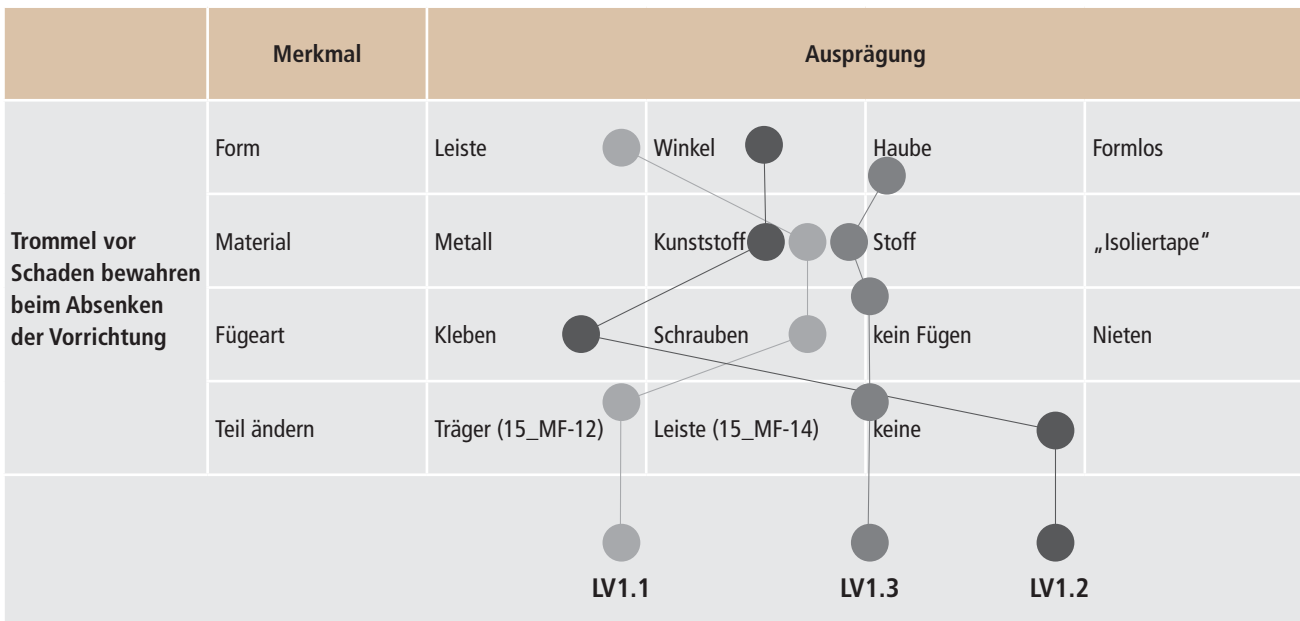 Merkmal Ausprägung
Form Leiste Winkel Haube Formlos
Trommel vor
Schaden bewahren
beim Absenken
der Vorrichtung
Material Metall Kunststoff Stoff „Isoliertape"
Fügeart Kleben Schrauben kein Fügen Nieten
Teil ändern Träger (15_MF-12) Leiste (15_MF-14) keine
LV1.1 LV1.3 LV1.2